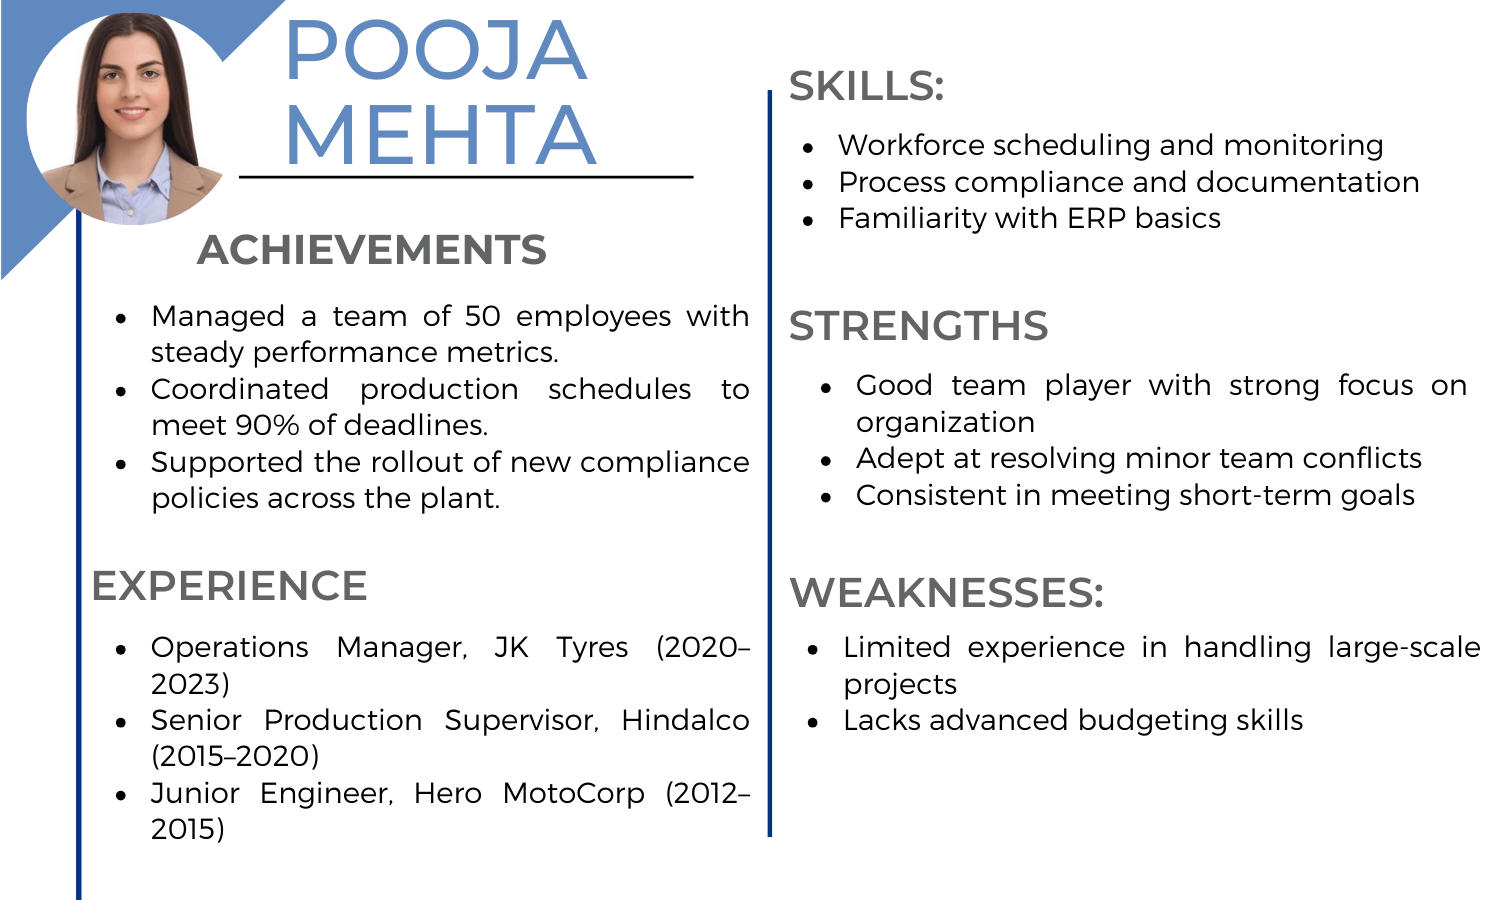 POOJA
MEHTA
ACHIEVEMENTS
• Managed a team of 50 employees with
steady performance metrics.
• Coordinated production schedules to
meet 90% of deadlines.
• Supported the rollout of new compliance
policies across the plant.
EXPERIENCE
• Operations Manager, JK Tyres (2020–
2023)
• Senior Production Supervisor, Hindalco
(2015–2020)
• Junior Engineer, Hero MotoCorp (2012–
2015)
SKILLS:
• Workforce scheduling and monitoring
• Process compliance and documentation
• Familiarity with ERP basics
STRENGTHS
• Good team player with strong focus on
organization
• Adept at resolving minor team conflicts
• Consistent in meeting short-term goals
WEAKNESSES:
• Limited experience in handling large-scale
projects
• Lacks advanced budgeting skills